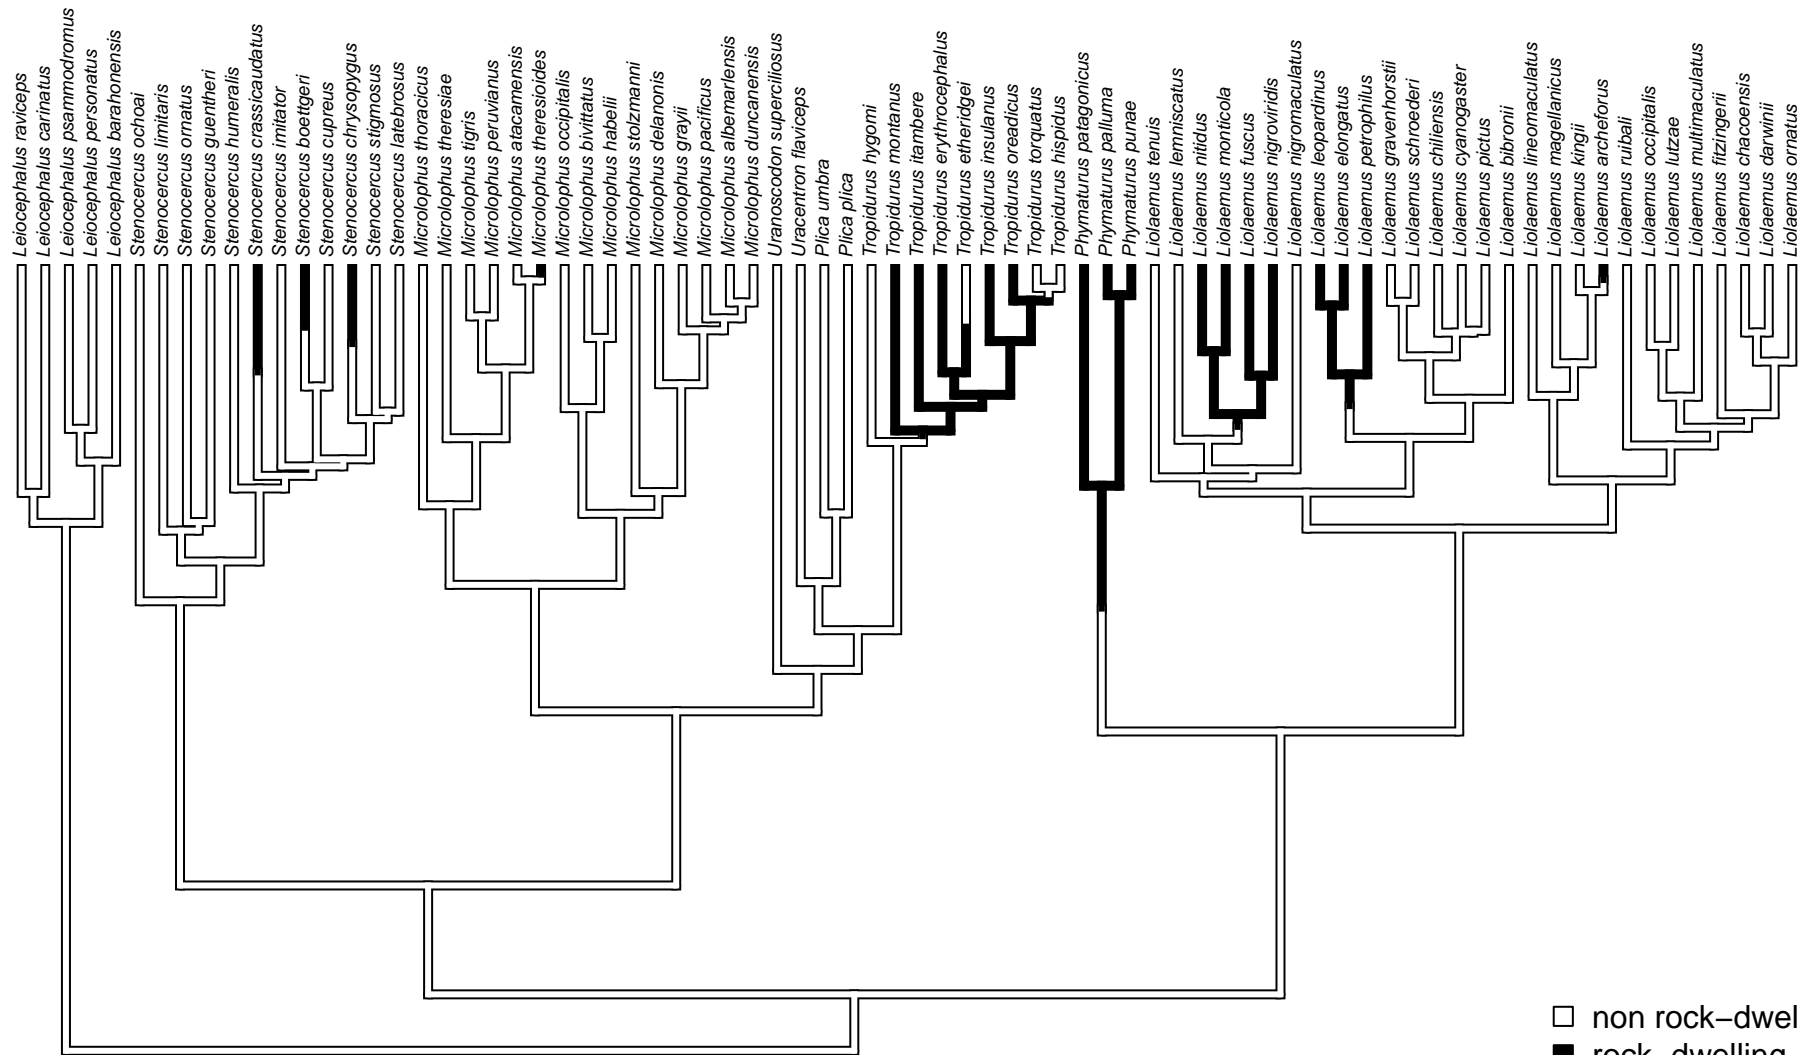 Leiocephalus raviceps
Leiocephalus carinatus
Leiocephalus psammodromus
Leiocephalus personatus
Leiocephalus barahonensis
Stenocercus ochoai
Stenocercus limitaris
Stenocercus ornatus
Stenocercus guentheri
Stenocercus humeralis
Stenocercus crassicaudatus
Stenocercus imitator
Stenocercus boettgeri
Stenocercus cupreus
Stenocercus chrysopygus
Stenocercus stigmosus
Stenocercus latebrosus
Microlophus thoracicus
Microlophus theresiae
Microlophus tigris
Microlophus peruvianus
Microlophus atacamensis
Microlophus theresioides
Microlophus occipitalis
Microlophus bivittatus
Microlophus habelii
Microlophus stolzmanni
Microlophus delanonis
Microlophus grayii
Microlophus pacificus
Microlophus albemarlensis
Microlophus duncanensis
Uranoscodon superciliosus
Uracentron flaviceps
Plica umbra
Plica plica
Tropidurus hygomi
Tropidurus montanus
Tropidurus itambere
Tropidurus erythrocephalus
Tropidurus etheridgei
Tropidurus insulanus
Tropidurus oreadicus
Tropidurus torquatus
Tropidurus hispidus
Phymaturus patagonicus
Phymaturus palluma
Phymaturus punae
Liolaemus tenuis
Liolaemus lemniscatus
Liolaemus nitidus
Liolaemus monticola
Liolaemus fuscus
Liolaemus nigroviridis
Liolaemus nigromaculatus
Liolaemus leopardinus
Liolaemus elongatus
Liolaemus petrophilus
Liolaemus gravenhorstii
Liolaemus schroederi
Liolaemus chiliensis
Liolaemus cyanogaster
Liolaemus pictus
Liolaemus bibronii
Liolaemus lineomaculatus
Liolaemus magellanicus
Liolaemus kingii
Liolaemus archeforus
Liolaemus ruibali
Liolaemus occipitalis
Liolaemus lutzae
Liolaemus multimaculatus
Liolaemus fitzingerii
Liolaemus chacoensis
Liolaemus darwinii
Liolaemus ornatus
non rock−dwel
rock−dwelling